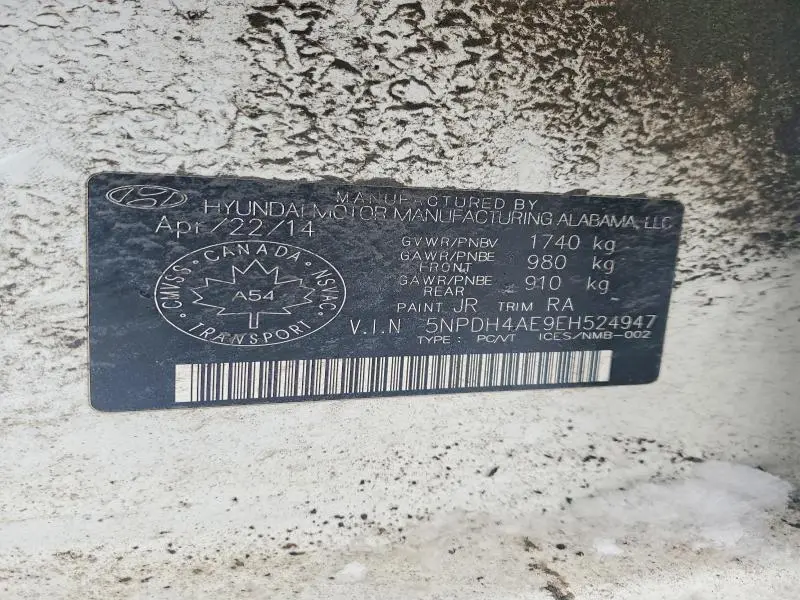 MANUFACTURED BY
HYUNDAI MOTOR MANUFACTURING ALABAMA, LLC
Apr/22/14
GVWR/PNBV 1740 kg
GAWR/PNBE FRONT 980 kg
GAWR/PNBE REAR 910 kg
PAINT JR TRIM RA
V.I.N 5NPDH4AE9EH524947
TYPE: PC/VT ICES/NMB-002
CANADA
CMVSS
NSVAC
A54
TRANSPORT